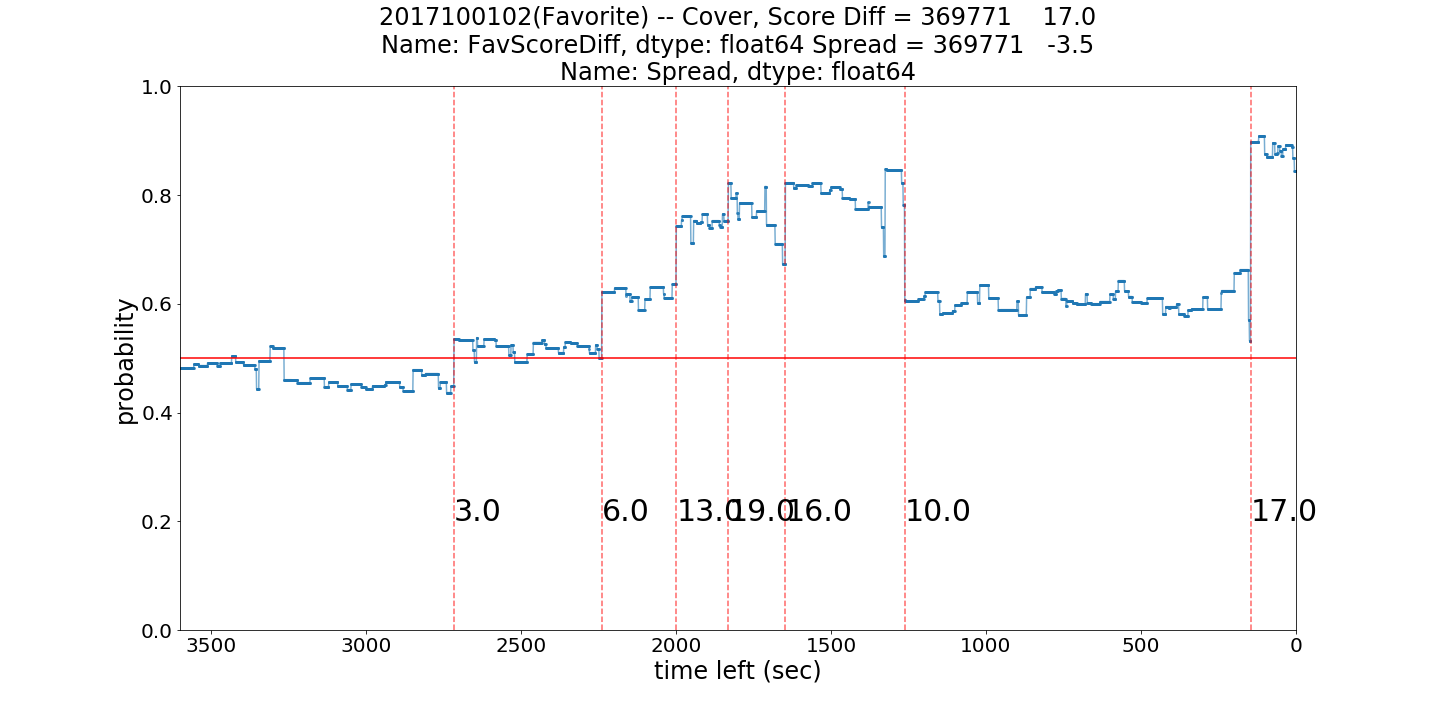 2017100102(Favorite) -- Cover, Score Diff = 369771    17.0
Name: FavScoreDiff, dtype: float64 Spread = 369771   -3.5
Name: Spread, dtype: float64
1.0
0.8
0.6
0.4
0.2
0.0
probability
3.0 6.0 13.0 19.0 16.0 10.0 17.0
3500 3000 2500 2000 1500 1000 500 0
time left (sec)